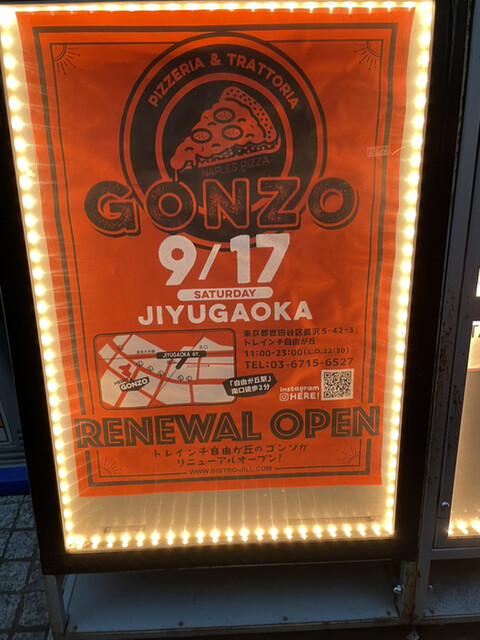 PIZZERIA & TRATTORIA
NAPLES PIZZA
GONZO
9/17
SATURDAY
JIYUGAOKA
東京都世田谷区奥沢5-42-3
トレインチ自由が丘
11:00-23:00(L.O.22:30)
TEL:03-6715-6527
JIYUGAOKA ST.
GONZO
「自由が丘駅」
南口徒歩2分
Instagram
HERE!
RENEWAL OPEN
トレインチ自由が丘のゴンゾが
リニューアルオープン!
WWW.BISTRO-JILL.COM